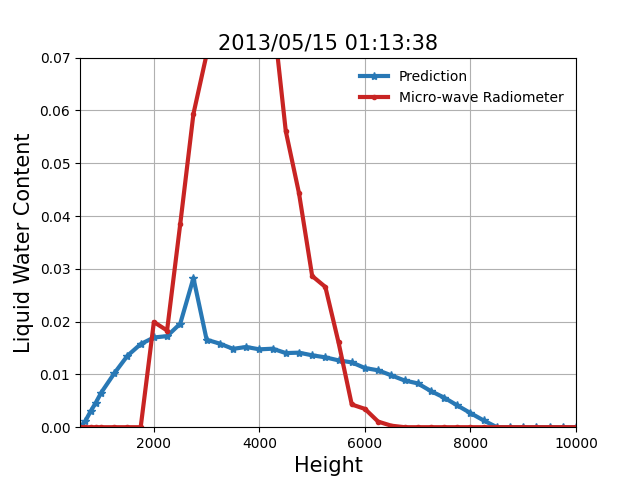 2013/05/15 01:13:38
0.07
0.06
0.05
0.04
0.03
0.02
0.01
0.00
Liquid Water Content
Prediction
Micro-wave Radiometer
2000 4000 6000 8000 10000
Height